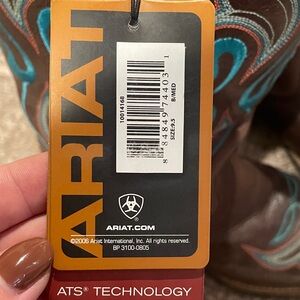 ARIAT
10014168
8 84849 74403 1
B/MED
SIZE:9.5
ARIAT.COM
©2006 Ariat International, Inc. All rights reserved.
BP 3100-0805
ATS® TECHNOLOGY